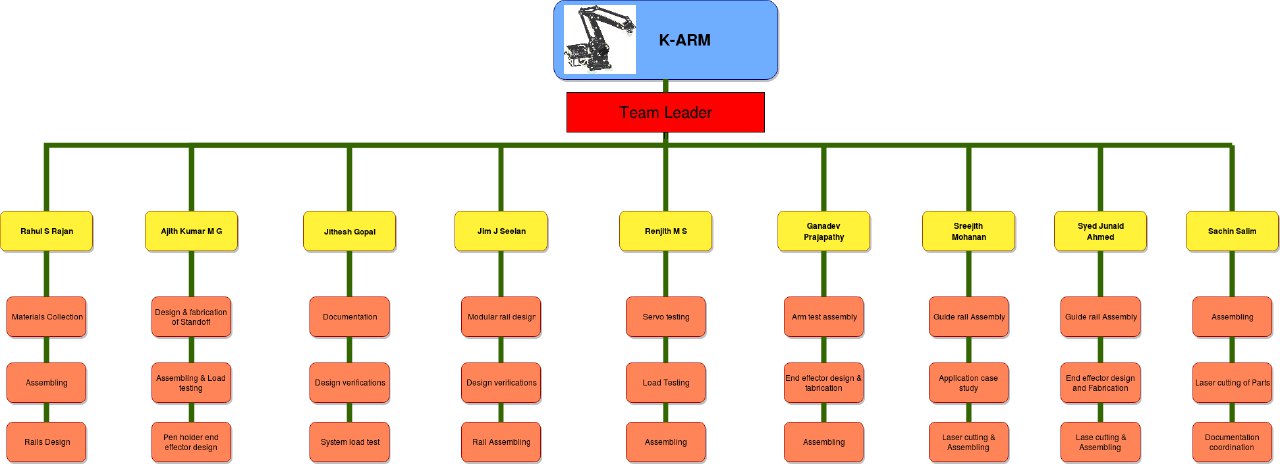 K-ARM
Team Leader
Rahul S Rajan
Ajith Kumar M G
Jithesh Gopal
Jim J Seelan
Renjith M S
Ganadev
Prajapathy
Sreejith
Mohanan
Syed Junaid
Ahmed
Sachin Salim
Materials Collection
Design & fabrication
of Standoff
Documentation
Modular rail design
Servo testing
Arm test assembly
Guide rail Assembly
Guide rail Assembly
Assembling
Assembling
Assembling & Load
testing
Design verifications
Design verifications
Load Testing
End effector design &
fabrication
Application case
study
End effector design
and Fabrication
Laser cutting of Parts
Rails Design
Pen holder end
effector design
System load test
Rail Assembling
Assembling
Assembling
Laser cutting &
Assembling
Lase cutting &
Assembling
Documentation
coordination